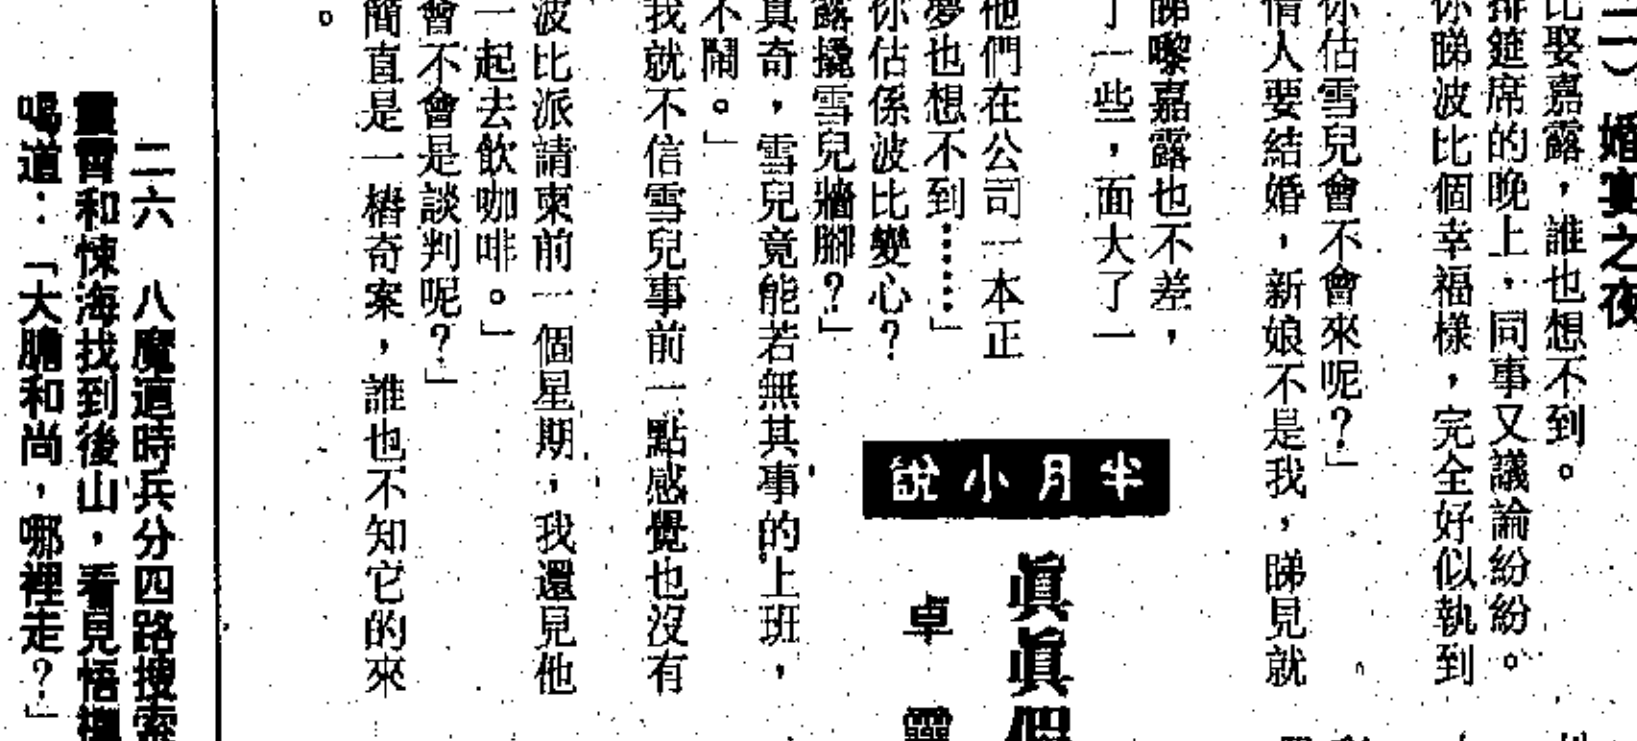 二）婚宴之夜
比娶嘉露，誰也想不到。
排筵席的晚上，同事又議論紛紛。
你睇波比個幸福樣，完全好似執到
你估雪兒會不會來呢？」
情人要結婚，新娘不是我，睇見就
睇嚟嘉露也不差，
了一些，面大了一
他們在公司一本正
夢也想不到……」
你估係波比變心？
露撬雪兒牆腳？」
真奇，雪兒竟能若無其事的上班，
不鬧。」
我就不信雪兒事前一點感覺也沒有
波比派請柬前一個星期，我還見他
一起去飲咖啡。」
會不會是談判呢？」
簡直是一樁奇案，誰也不知它的來
。
半月小說
真真假
卓靈
二六 八魔這時兵分四路搜索
靈霄和悚海找到後山，看見悟
喝道：「大膽和尚，哪裡走？」